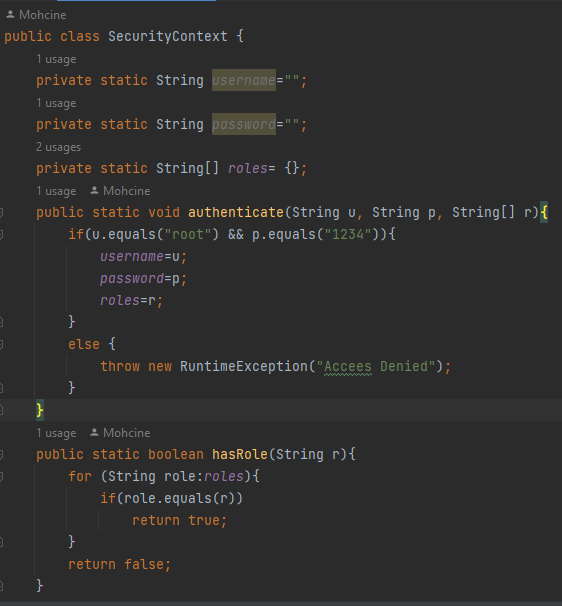 Mohcine
public class SecurityContext {
1 usage
private static String username="";
1 usage
private static String password="";
2 usages
private static String[] roles= {};
1 usage Mohcine
public static void authenticate(String u, String p, String[] r){
if(u.equals("root") && p.equals("1234")){
username=u;
password=p;
roles=r;
}
else {
throw new RuntimeException("Accees Denied");
}
}
1 usage Mohcine
public static boolean hasRole(String r){
for (String role:roles){
if(role.equals(r))
return true;
}
return false;
}